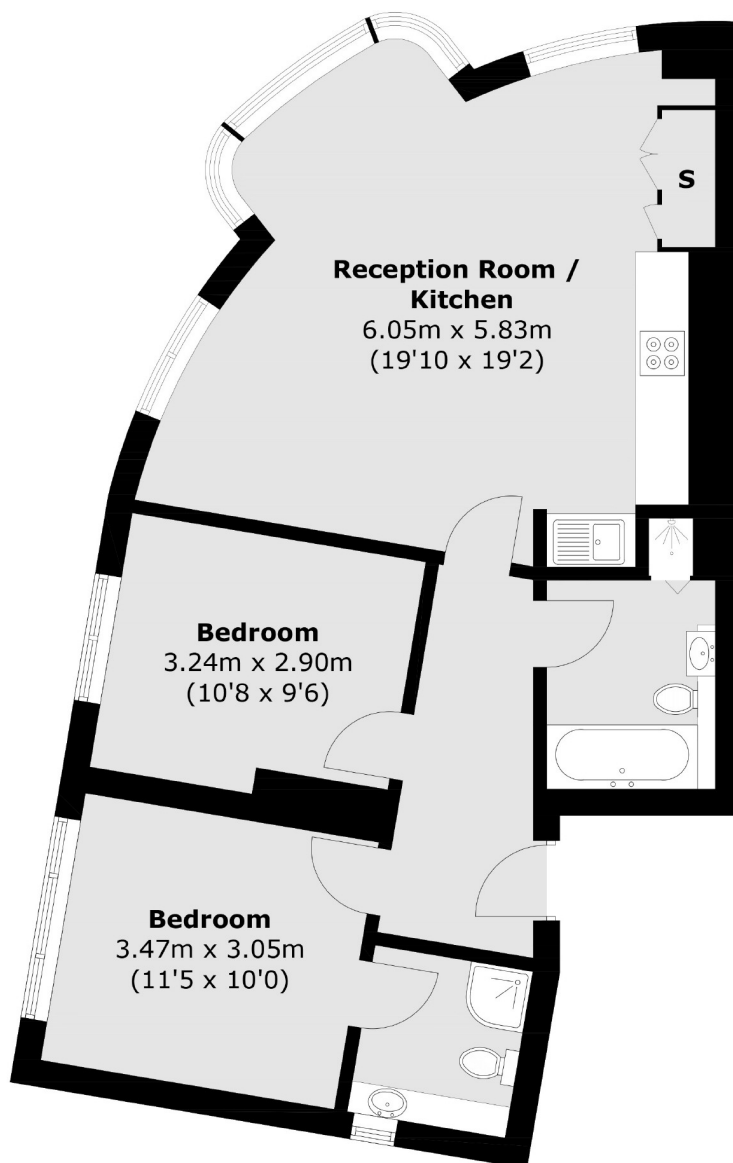 S
Reception Room /
Kitchen
6.05m x 5.83m
(19'10 x 19'2)
Bedroom
3.24m x 2.90m
(10'8 x 9'6)
Bedroom
3.47m x 3.05m
(11'5 x 10'0)